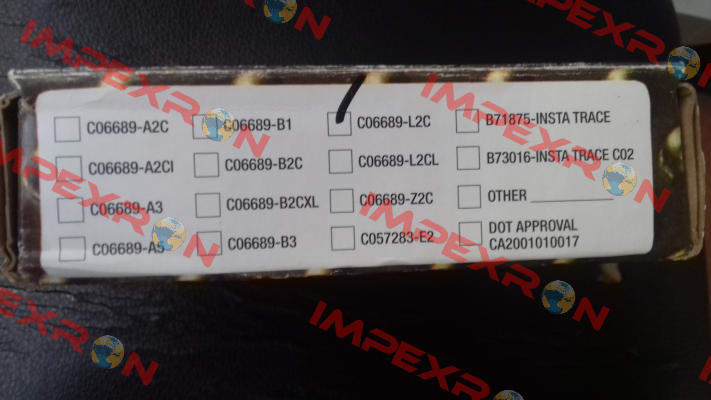 C06689-A2C
C06689-A2CI
C06689-A3
C06689-A5
C06689-B1
C06689-B2C
C06689-B2CXL
C06689-B3
C06689-L2C
C06689-L2CL
C06689-Z2C
C057283-E2
B71875-INSTA TRACE
B73016-INSTA TRACE CO2
OTHER
DOT APPROVAL
CA2001010017
IMPEXRON
IMPEXRON
IMPEXRON
IMPEXRON
IMPEXRON
IMPEXRON
IMPEXRON
IMPEXRON